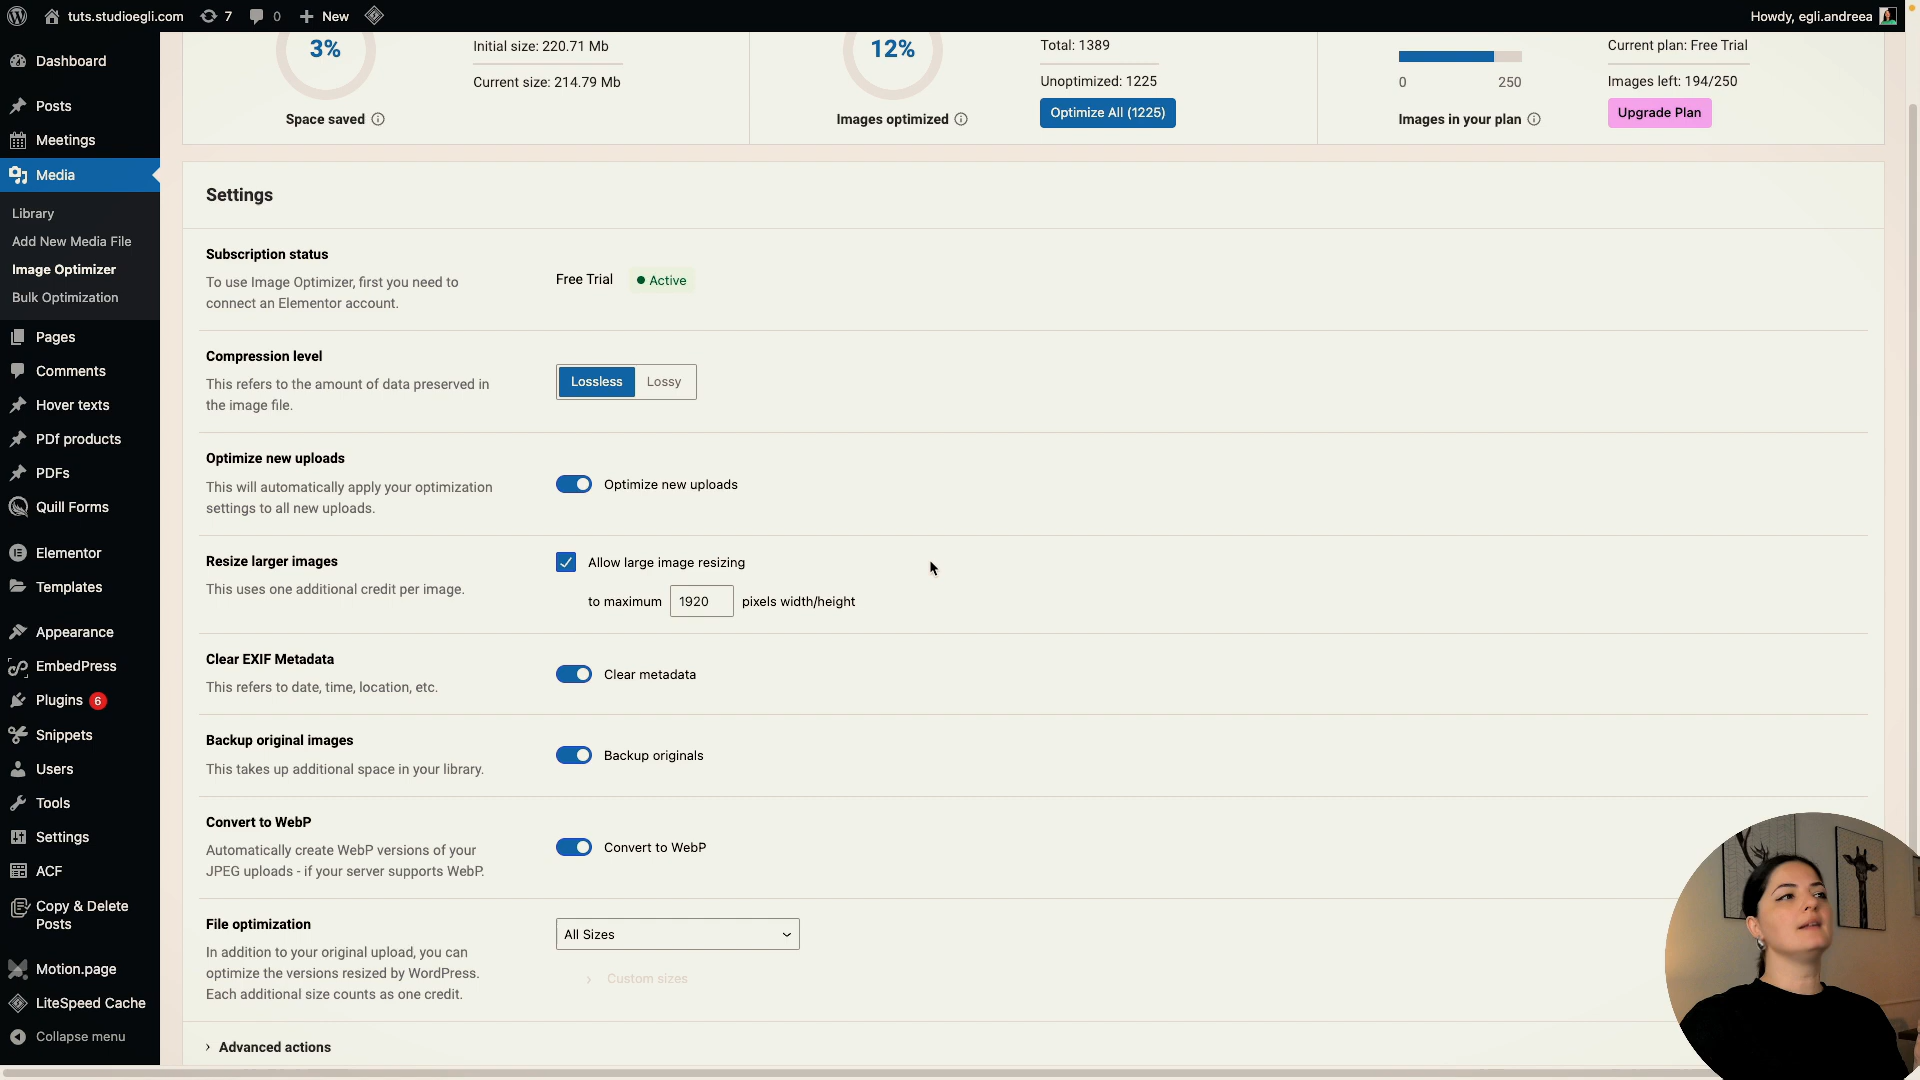 tuts.studioegli.com
7
0
New
Howdy, egli.andreea
Dashboard
Posts
Meetings
Media
Library
Add New Media File
Image Optimizer
Bulk Optimization
Pages
Comments
Hover texts
PDf products
PDFs
Quill Forms
Elementor
Templates
Appearance
EmbedPress
Plugins 6
Snippets
Users
Tools
Settings
ACF
Copy & Delete
Posts
Motion.page
LiteSpeed Cache
Collapse menu
3%
Space saved
Initial size: 220.71 Mb
Current size: 214.79 Mb
12%
Images optimized
Total: 1389
Unoptimized: 1225
Optimize All (1225)
0 250
Images in your plan
Current plan: Free Trial
Images left: 194/250
Upgrade Plan
Settings
Subscription status
To use Image Optimizer, first you need to
connect an Elementor account.
Free Trial Active
Compression level
This refers to the amount of data preserved in
the image file.
Lossless Lossy
Optimize new uploads
This will automatically apply your optimization
settings to all new uploads.
Optimize new uploads
Resize larger images
This uses one additional credit per image.
Allow large image resizing
to maximum 1920 pixels width/height
Clear EXIF Metadata
This refers to date, time, location, etc.
Clear metadata
Backup original images
This takes up additional space in your library.
Backup originals
Convert to WebP
Automatically create WebP versions of your
JPEG uploads - if your server supports WebP.
Convert to WebP
File optimization
In addition to your original upload, you can
optimize the versions resized by WordPress.
Each additional size counts as one credit.
All Sizes
Custom sizes
Advanced actions